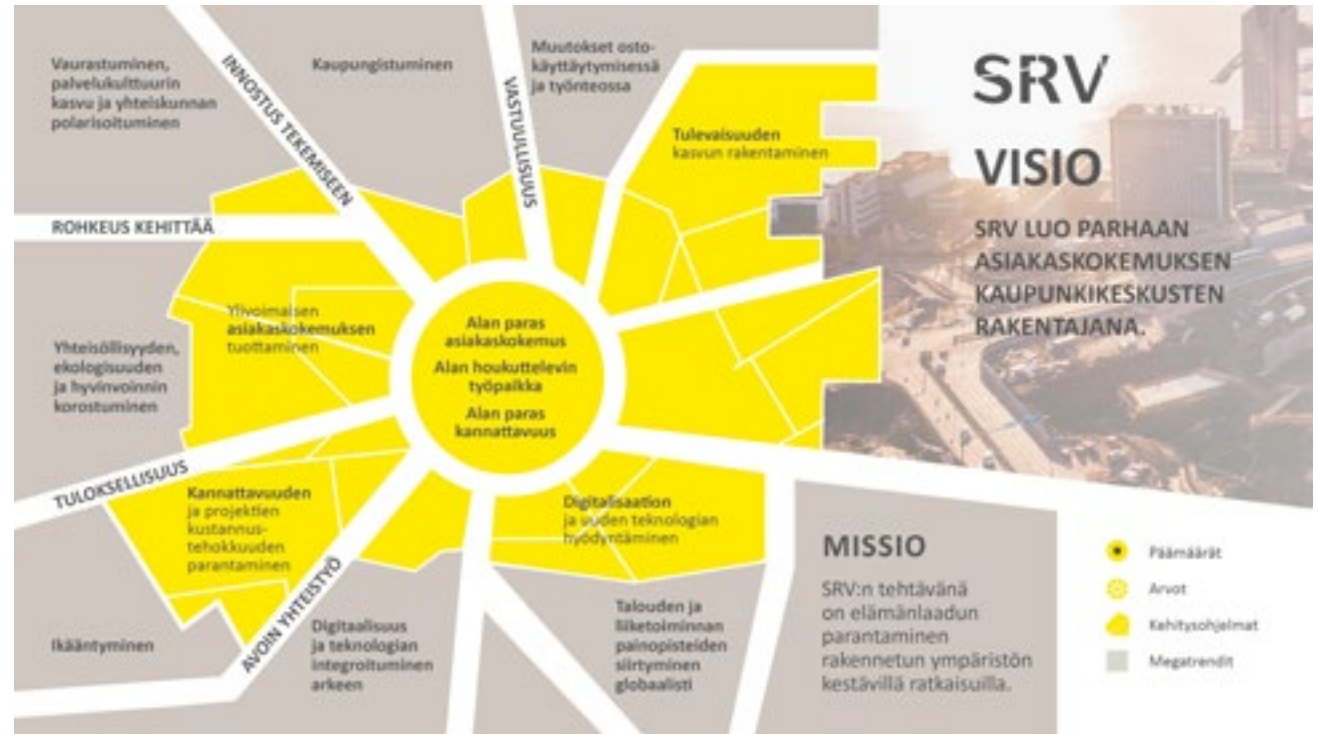 Vaurastuminen,
palvelukulttuurin
kasvu ja yhteiskunnan
polarisoituminen
INNOSTUS TEKEMISEEN
Kaupungistuminen
VASTUULLISUUS
Muutokset osto-
käyttäytymisessä
ja työnteossa
Tulevaisuuden
kasvun rakentaminen
ROHKEUS KEHITTÄÄ
Ylivoimaisen
asiakaskokemuksen
tuottaminen
Yhteisöllisyyden,
ekologisuuden
ja hyvinvoinnin
korostuminen
Alan paras
asiakaskokemus
Alan houkuttelevin
työpaikka
Alan paras
kannattavuus
TULOKSELLISUUS
Kannattavuuden
ja projektien
kustannus-
tehokkuuden
parantaminen
Digitalisaation
ja uuden teknologian
hyödyntäminen
Ikääntyminen
AVOIN YHTEISTYÖ
Digitaalisuus
ja teknologian
integroituminen
arkeen
Talouden ja
liiketoiminnan
painopisteiden
siirtyminen
globaalisti
SRV
VISIO
SRV LUO PARHAAN
ASIAKASKOKEMUKSEN
KAUPUNKIKESKUSTEN
RAKENTAJANA.
MISSIO
SRV:n tehtävänä
on elämänlaadun
parantaminen
rakennetun ympäristön
kestävillä ratkaisuilla.
Päämäärät
Arvot
Kehitysohjelmat
Megatrendit